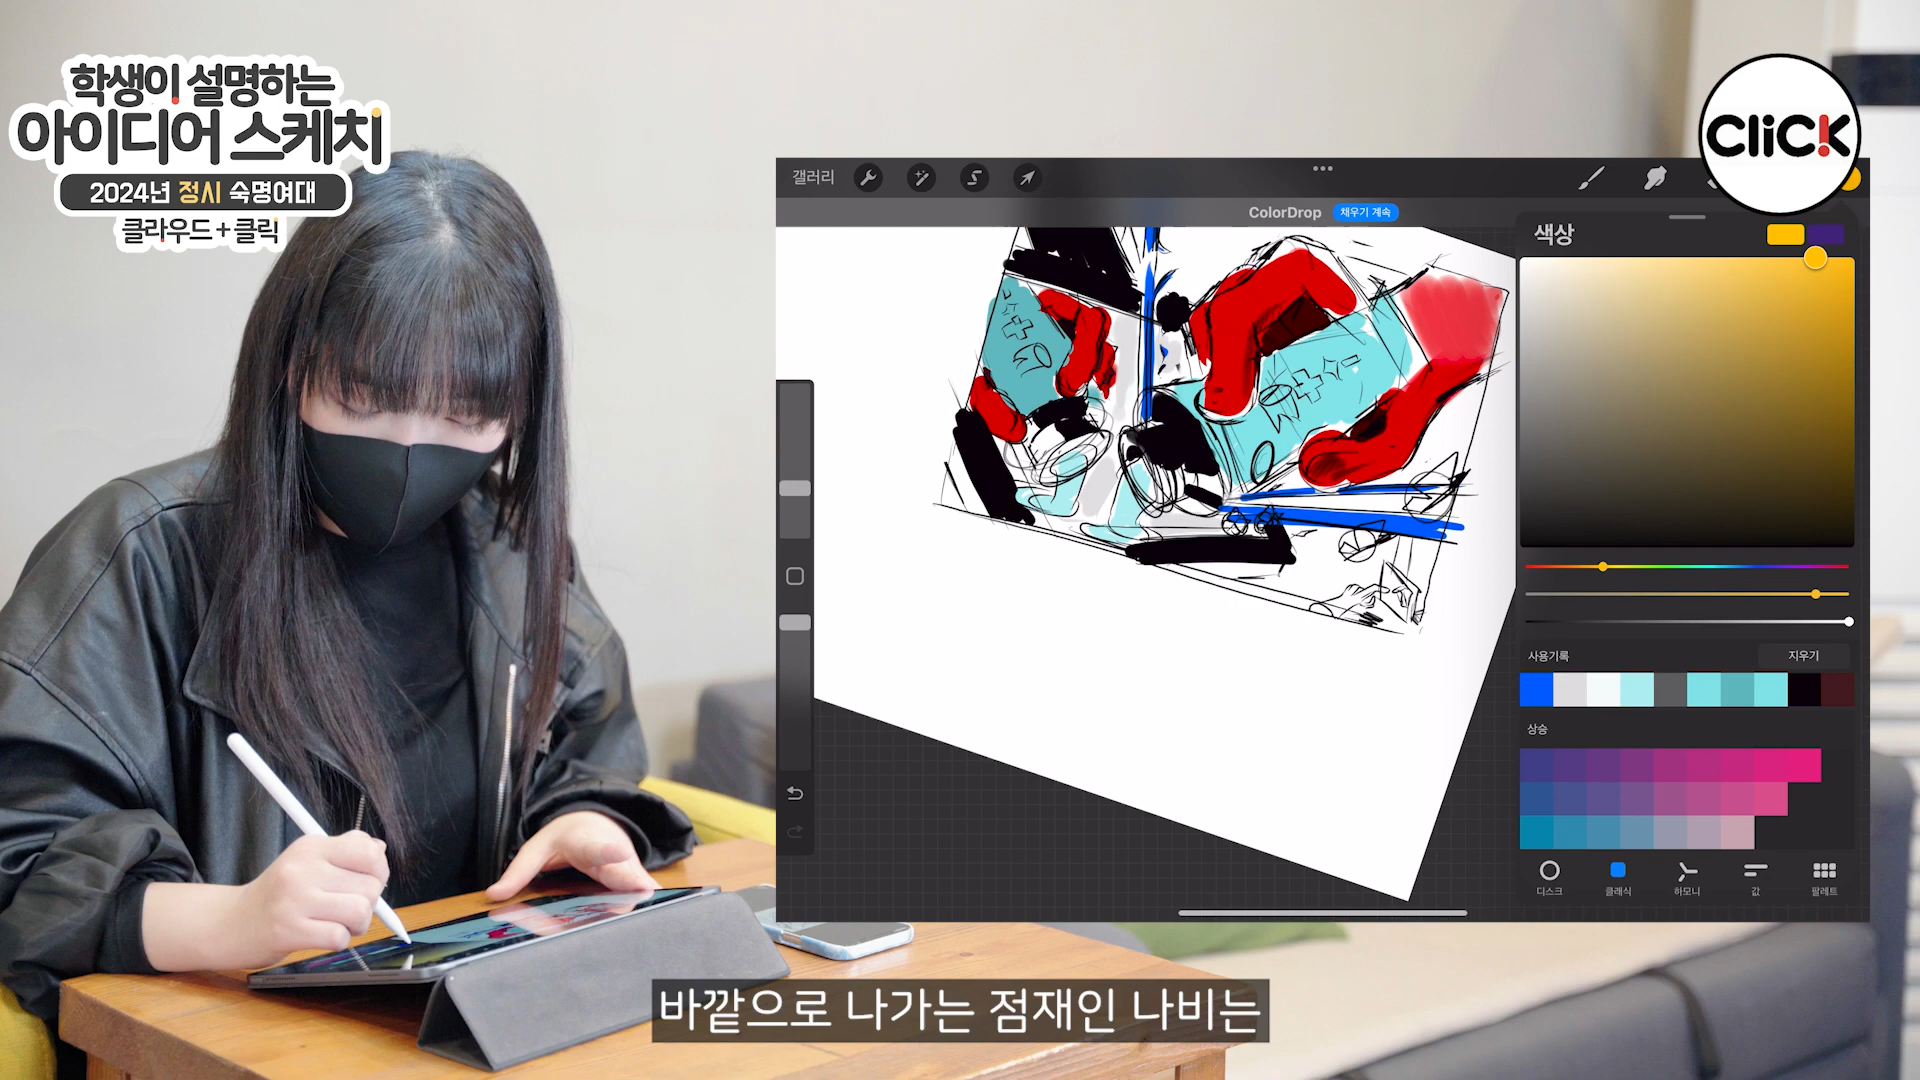 학생이 설명하는
아이디어 스케치
2024년 정시 숙명여대
클라우드+클릭
CliCK
갤러리
ColorDrop 채우기 계속
색상
사용기록 지우기
상승
디스크 클래식 하모니 값 팔레트
바깥으로 나가는 점재인 나비는